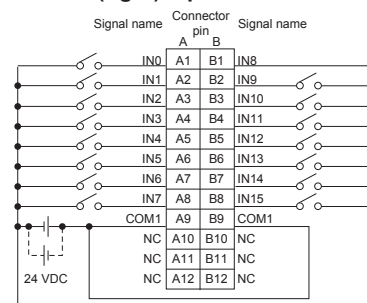 Signal name Connector pin Signal name
A B
IN0 A1 B1 IN8
IN1 A2 B2 IN9
IN2 A3 B3 IN10
IN3 A4 B4 IN11
IN4 A5 B5 IN12
IN5 A6 B6 IN13
IN6 A7 B7 IN14
IN7 A8 B8 IN15
COM1 A9 B9 COM1
NC A10 B10 NC
NC A11 B11 NC
NC A12 B12 NC
24 VDC